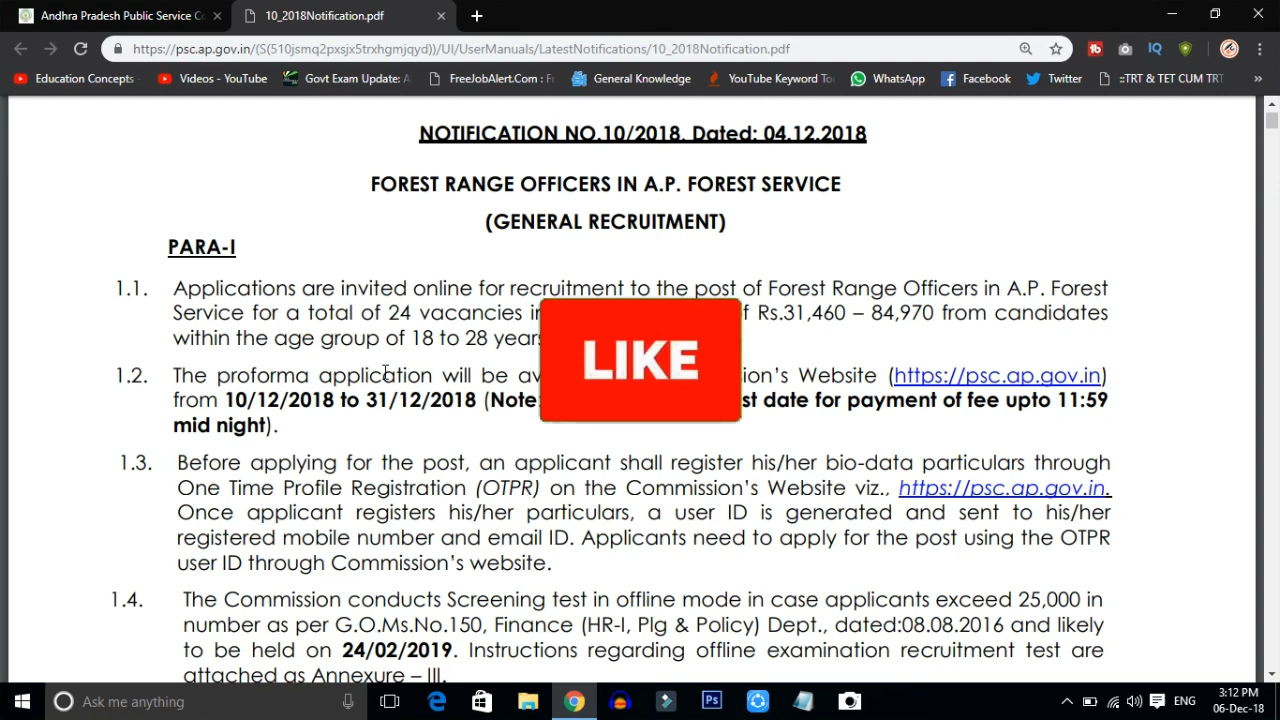 Andhra Pradesh Public Service Co
10_2018Notification.pdf
https://psc.ap.gov.in/(S(510jsmq2pxsjx5trxhgmjqyd))/UI/UserManuals/LatestNotifications/10_2018Notification.pdf
Education Concepts - Videos - YouTube Govt Exam Update: A FreeJobAlert.Com : Fr General Knowledge YouTube Keyword To WhatsApp Facebook Twitter ::TRT & TET CUM TRT »
NOTIFICATION NO.10/2018, Dated: 04.12.2018
FOREST RANGE OFFICERS IN A.P. FOREST SERVICE
(GENERAL RECRUITMENT)
PARA-I
1.1. Applications are invited online for recruitment to the post of Forest Range Officers in A.P. Forest
Service for a total of 24 vacancies Rs.31,460 – 84,970 from candidates
within the age group of 18 to 28 years
LIKE
1.2. The proforma application will be Website (https://psc.ap.gov.in)
from 10/12/2018 to 31/12/2018 (Note: date for payment of fee upto 11:59
mid night).
1.3. Before applying for the post, an applicant shall register his/her bio-data particulars through
One Time Profile Registration (OTPR) on the Commission's Website viz., https://psc.ap.gov.in.
Once applicant registers his/her particulars, a user ID is generated and sent to his/her
registered mobile number and email ID. Applicants need to apply for the post using the OTPR
user ID through Commission's website.
1.4. The Commission conducts Screening test in offline mode in case applicants exceed 25,000 in
number as per G.O.Ms.No.150, Finance (HR-I, Plg & Policy) Dept., dated:08.08.2016 and likely
to be held on 24/02/2019. Instructions regarding offline examination recruitment test are
attached as Annexure – III.
Ask me anything
ENG
3:12 PM
06-Dec-18